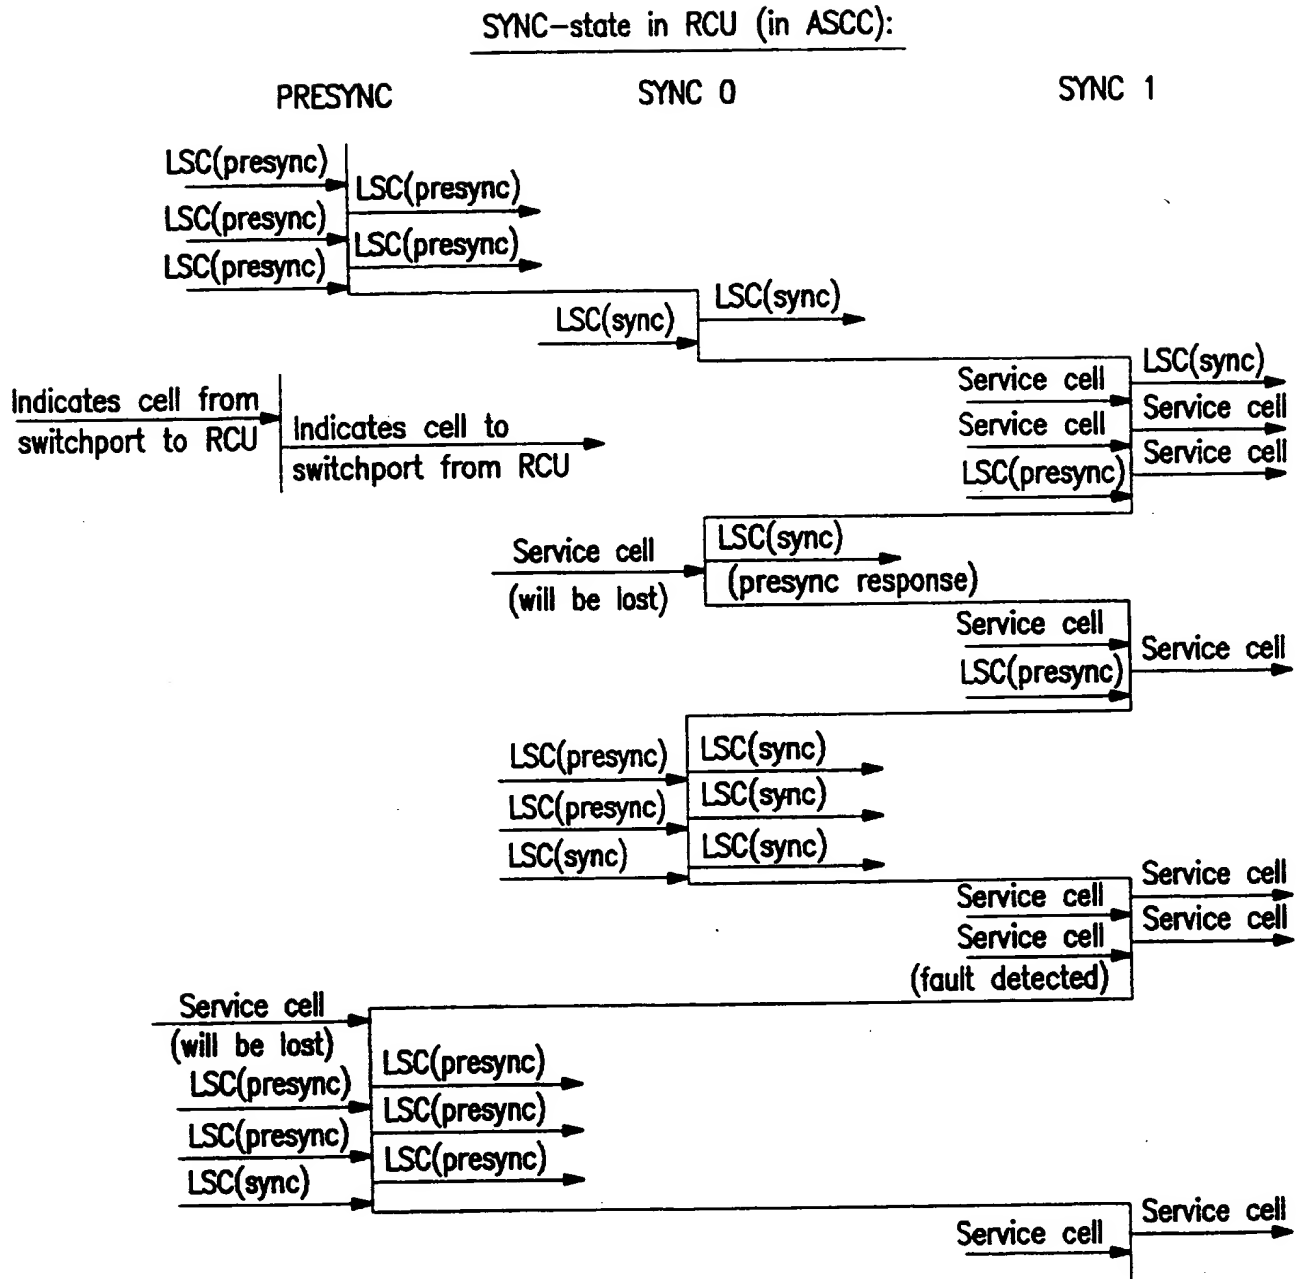 SYNC-state in RCU (in ASCC):
PRESYNC
SYNC 0
SYNC 1
LSC(presync)
LSC(presync)
LSC(presync)
LSC(presync)
LSC(presync)
LSC(sync)
LSC(sync)
LSC(sync)
Service cell
Indicates cell from
switchport to RCU
Indicates cell to
switchport from RCU
Service cell
Service cell
Service cell
LSC(presync)
Service cell
(will be lost)
LSC(sync)
(presync response)
Service cell
Service cell
LSC(presync)
LSC(presync)
LSC(sync)
LSC(presync)
LSC(sync)
LSC(sync)
LSC(sync)
Service cell
Service cell
Service cell
Service cell
(fault detected)
Service cell
(will be lost)
LSC(presync)
LSC(presync)
LSC(presync)
LSC(presync)
LSC(presync)
LSC(sync)
Service cell
Service cell